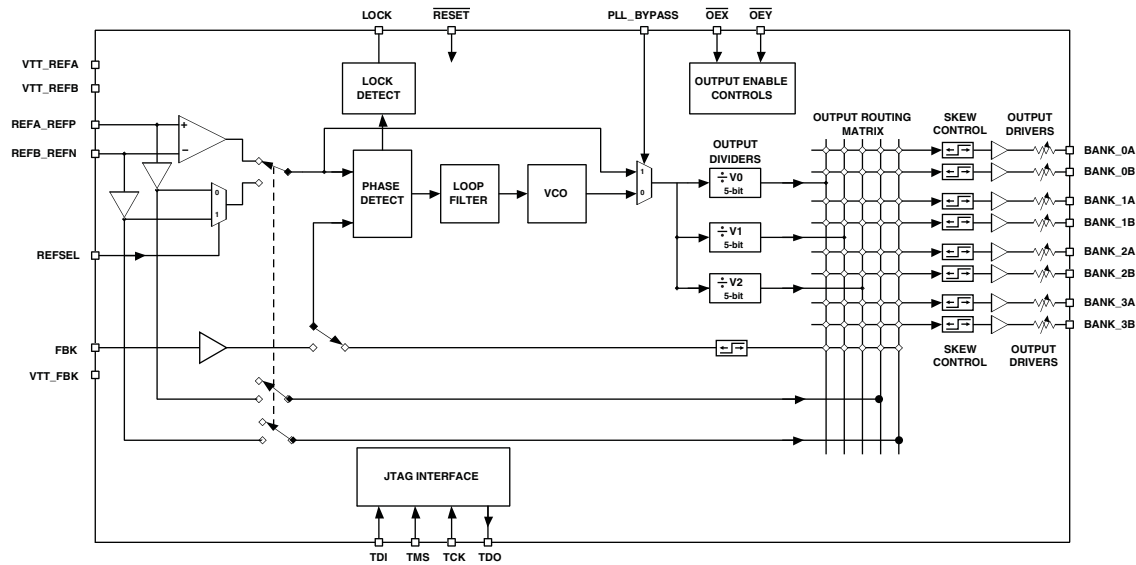 LOCK
RESET
PLL_BYPASS
OEX
OEY
VTT_REFA
VTT_REFB
REFA_REFP
REFB_REFN
REFSEL
FBK
VTT_FBK
+
−
0
1
LOCK
DETECT
PHASE
DETECT
LOOP
FILTER
VCO
1
0
OUTPUT ENABLE
CONTROLS
OUTPUT
DIVIDERS
÷ V0
5-bit
÷ V1
5-bit
÷ V2
5-bit
OUTPUT ROUTING
MATRIX
SKEW
CONTROL
OUTPUT
DRIVERS
BANK_0A
BANK_0B
BANK_1A
BANK_1B
BANK_2A
BANK_2B
BANK_3A
BANK_3B
SKEW
CONTROL
OUTPUT
DRIVERS
JTAG INTERFACE
TDI
TMS
TCK
TDO